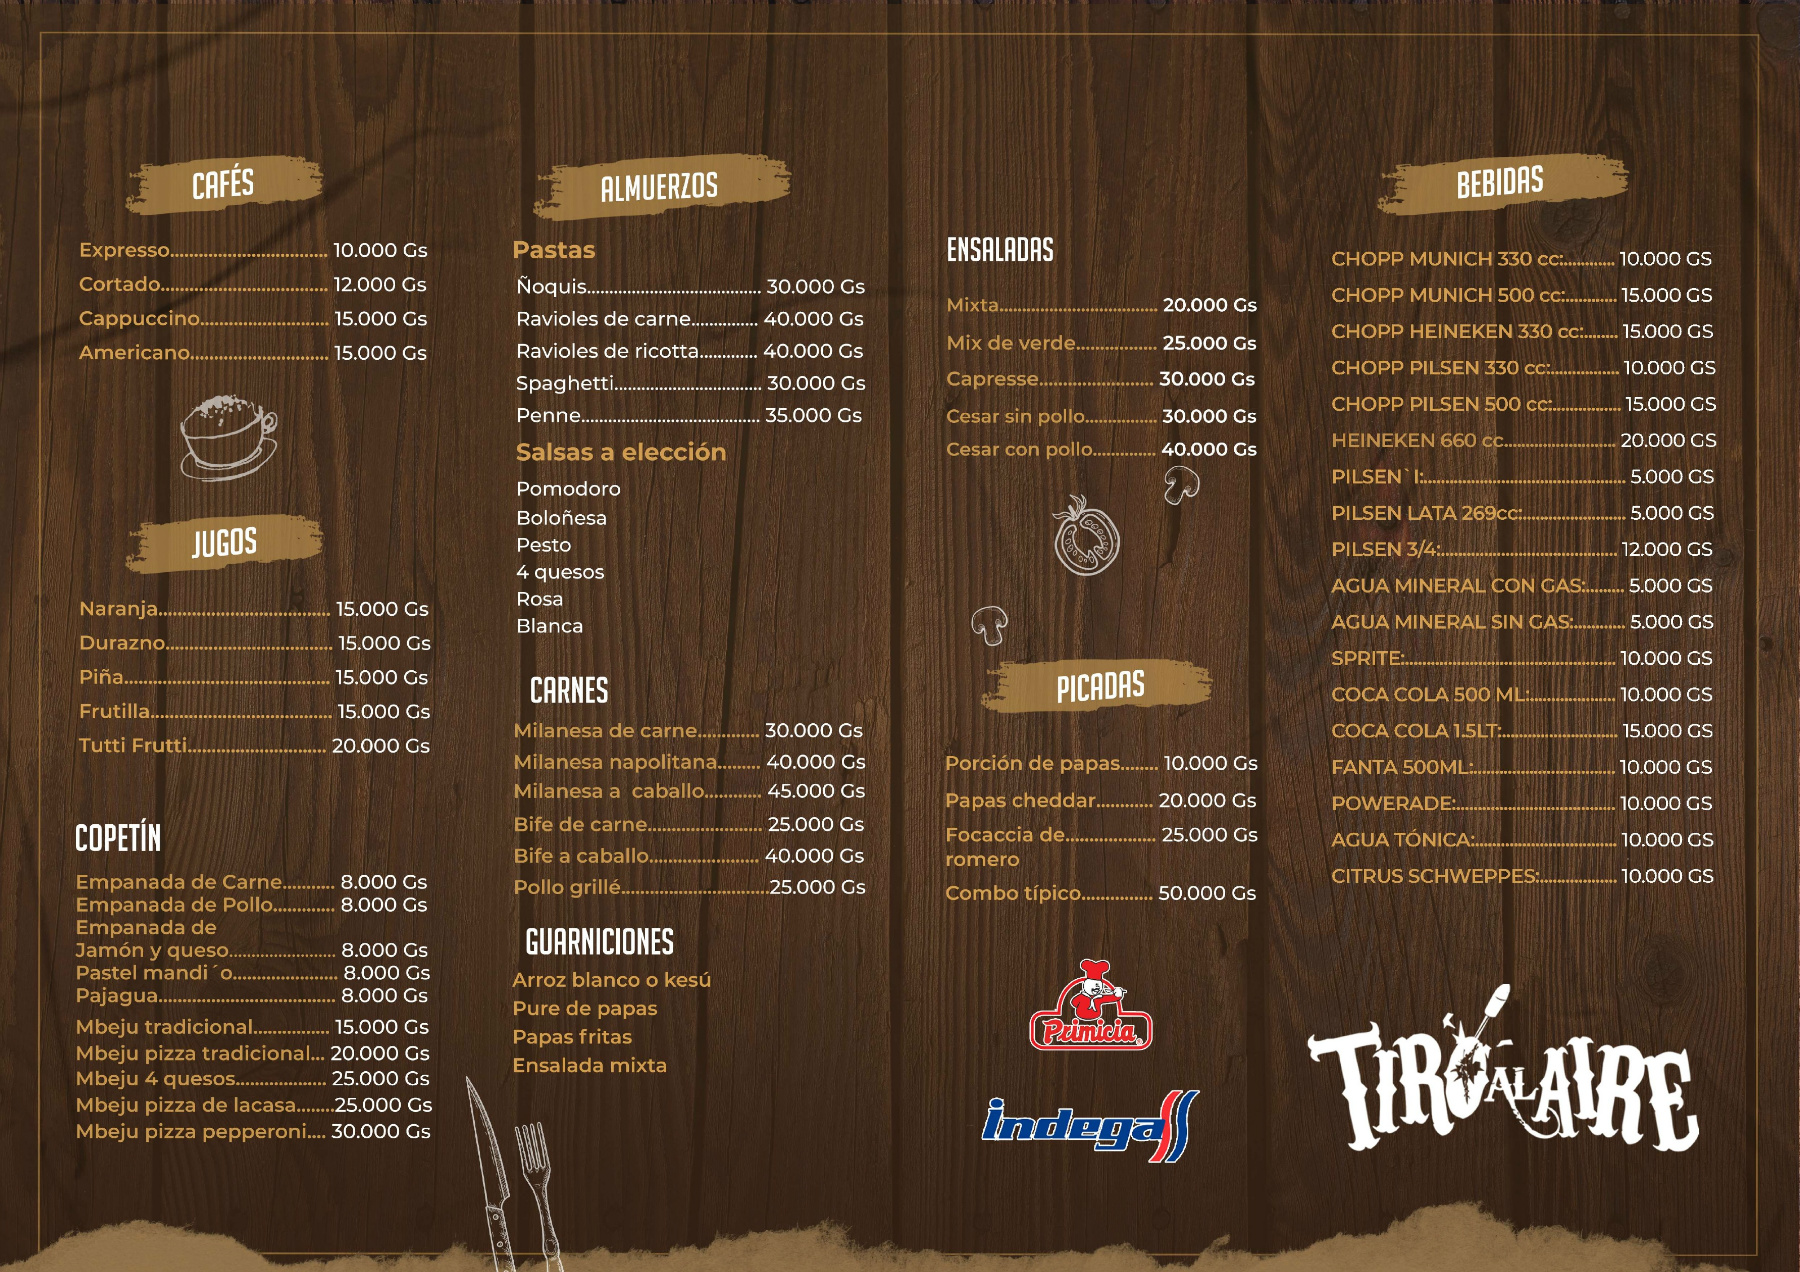 CAFÉS
Expresso............................. 10.000 Gs
Cortado............................... 12.000 Gs
Cappuccino........................ 15.000 Gs
Americano.......................... 15.000 Gs
JUGOS
Naranja................................ 15.000 Gs
Durazno............................... 15.000 Gs
Piña...................................... 15.000 Gs
Frutilla.................................. 15.000 Gs
Tutti Frutti.......................... 20.000 Gs
COPETÍN
Empanada de Carne.......... 8.000 Gs
Empanada de Pollo............ 8.000 Gs
Empanada de
Jamón y queso.................... 8.000 Gs
Pastel mandi´o.................... 8.000 Gs
Pajagua................................. 8.000 Gs
Mbeju tradicional.............. 15.000 Gs
Mbeju pizza tradicional... 20.000 Gs
Mbeju 4 quesos................. 25.000 Gs
Mbeju pizza de lacasa.......25.000 Gs
Mbeju pizza pepperoni.... 30.000 Gs
ALMUERZOS
Pastas
Ñoquis................................. 30.000 Gs
Ravioles de carne.............. 40.000 Gs
Ravioles de ricotta............ 40.000 Gs
Spaghetti............................ 30.000 Gs
Penne.................................. 35.000 Gs
Salsas a elección
Pomodoro
Boloñesa
Pesto
4 quesos
Rosa
Blanca
CARNES
Milanesa de carne............ 30.000 Gs
Milanesa napolitana........ 40.000 Gs
Milanesa a  caballo........... 45.000 Gs
Bife de carne...................... 25.000 Gs
Bife a caballo..................... 40.000 Gs
Pollo grillé...........................25.000 Gs
GUARNICIONES
Arroz blanco o kesú
Pure de papas
Papas fritas
Ensalada mixta
ENSALADAS
Mixta.............................. 20.000 Gs
Mix de verde................ 25.000 Gs
Capresse....................... 30.000 Gs
Cesar sin pollo.............. 30.000 Gs
Cesar con pollo............ 40.000 Gs
PICADAS
Porción de papas....... 10.000 Gs
Papas cheddar........... 20.000 Gs
Focaccia de................. 25.000 Gs
romero
Combo típico.............. 50.000 Gs
Primicia®
indega
BEBIDAS
CHOPP MUNICH 330 cc:............ 10.000 GS
CHOPP MUNICH 500 cc:............ 15.000 GS
CHOPP HEINEKEN 330 cc:........ 15.000 GS
CHOPP PILSEN 330 cc:................ 10.000 GS
CHOPP PILSEN 500 cc:................ 15.000 GS
HEINEKEN 660 cc.......................... 20.000 GS
PILSEN`I:............................................... 5.000 GS
PILSEN LATA 269cc:........................ 5.000 GS
PILSEN 3/4:......................................... 12.000 GS
AGUA MINERAL CON GAS:......... 5.000 GS
AGUA MINERAL SIN GAS:............ 5.000 GS
SPRITE:................................................ 10.000 GS
COCA COLA 500 ML:.................... 10.000 GS
COCA COLA 1.5LT:.......................... 15.000 GS
FANTA 500ML:................................. 10.000 GS
POWERADE:..................................... 10.000 GS
AGUA TÓNICA:................................ 10.000 GS
CITRUS SCHWEPPES:.................. 10.000 GS
TIRO AL AIRE